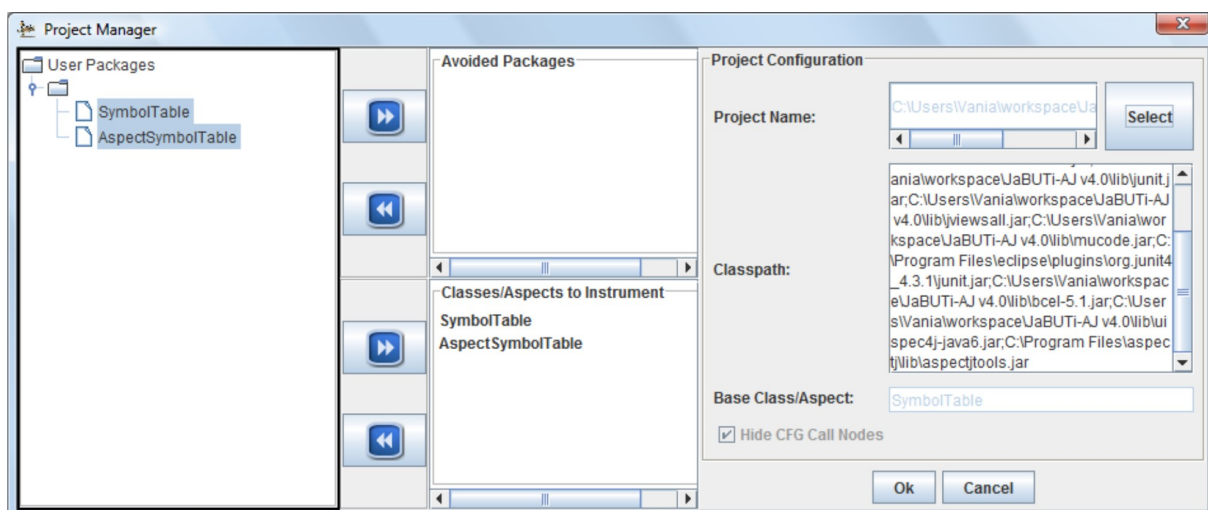 Project Manager
User Packages
SymbolTable
AspectSymbolTable
Avoided Packages
Classes/Aspects to Instrument
SymbolTable
AspectSymbolTable
Project Configuration
Project Name:
C:\Users\Vania\workspace\Ja
Select
Classpath:
ania\workspace\JaBUTi-AJ v4.0\lib\junit.j
ar;C:\Users\Vania\workspace\JaBUTi-AJ
v4.0\lib\jviewsall.jar;C:\Users\Vania\wor
kspace\JaBUTi-AJ v4.0\lib\mucode.jar;C:
\Program Files\eclipse\plugins\org.junit4
_4.3.1\junit.jar;C:\Users\Vania\workspac
e\JaBUTi-AJ v4.0\lib\bcel-5.1.jar;C:\User
s\Vania\workspace\JaBUTi-AJ v4.0\lib\ui
spec4j-java6.jar;C:\Program Files\aspec
tj\lib\aspectjtools.jar
Base Class/Aspect:
SymbolTable
Hide CFG Call Nodes
Ok
Cancel